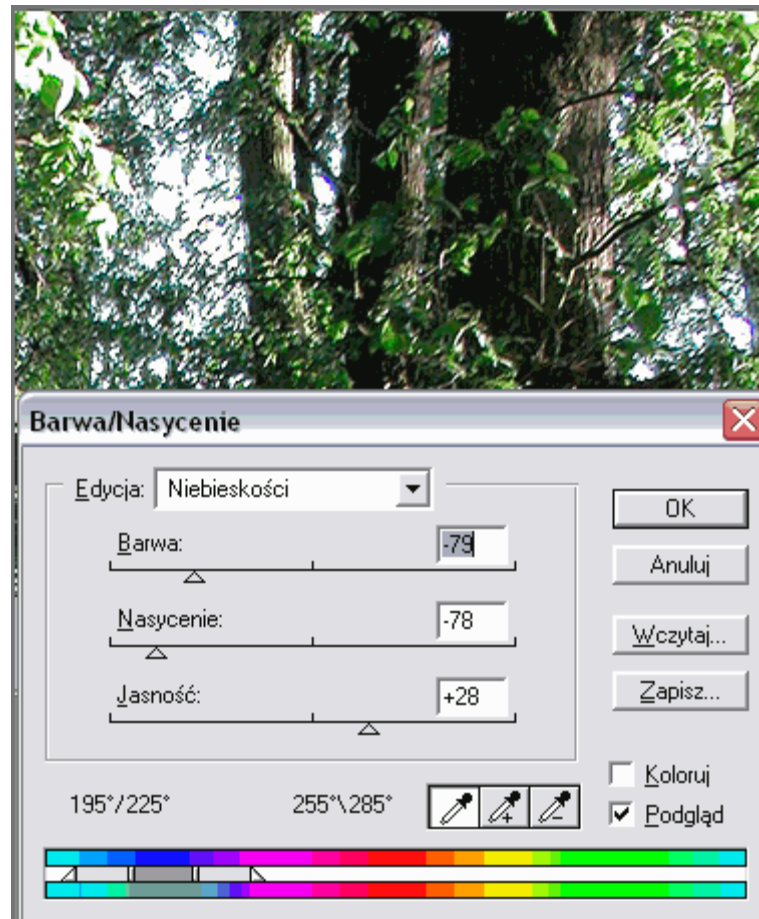 Barwa/Nasycenie
Edycja: Niebieskości
OK
Barwa: -79
Anuluj
Nasycenie: -78
Wczytaj...
Jasność: +28
Zapisz...
Koloruj
195°/225° 255°\285°
Podgląd